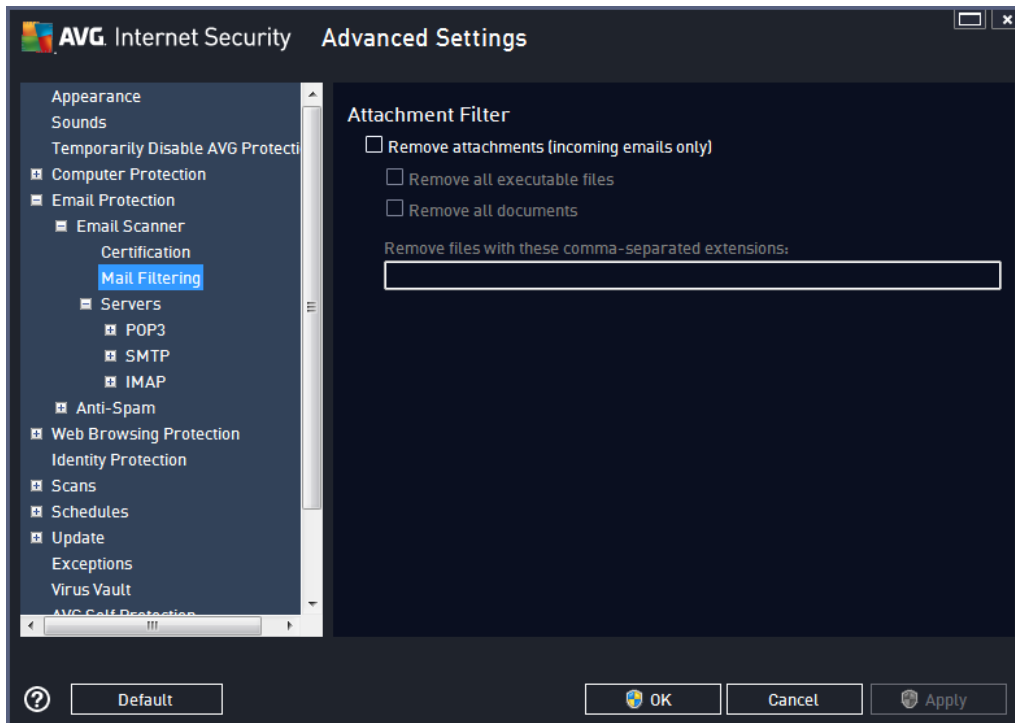 AVG. Internet Security Advanced Settings
Appearance
Sounds
Temporarily Disable AVG Protecti
Computer Protection
Email Protection
Email Scanner
Certification
Mail Filtering
Servers
POP3
SMTP
IMAP
Anti-Spam
Web Browsing Protection
Identity Protection
Scans
Schedules
Update
Exceptions
Virus Vault
AVG Self Protection
Attachment Filter
Remove attachments (incoming emails only)
Remove all executable files
Remove all documents
Remove files with these comma-separated extensions:
Default
OK
Cancel
Apply